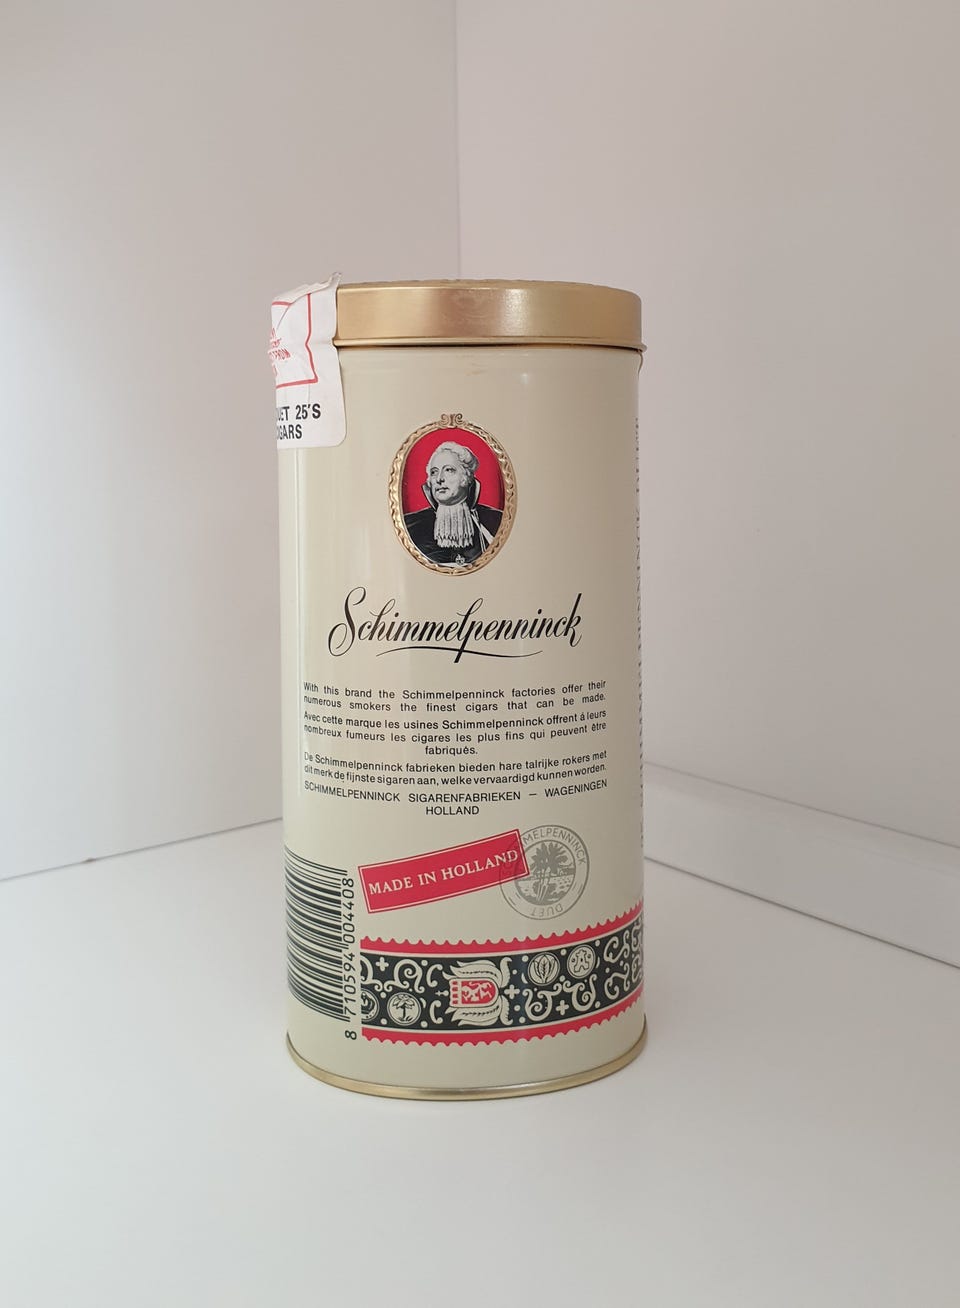 25'S
Schimmelpenninck
With this brand the Schimmelpenninck factories offer their
numerous smokers the finest cigars that can be made.
Avec cette marque les usines Schimmelpenninck offrent á leurs
nombreux fumeurs les cigares les plus fins qui peuvent être
fabriqués.
De Schimmelpenninck fabrieken bieden hare talrijke rokers met
dit merk de fijnste sigaren aan, welke vervaardigd kunnen worden.
SCHIMMELPENNINCK SIGARENFABRIEKEN — WAGENINGEN
HOLLAND
MADE IN HOLLAND
DUET
8 710594 004408